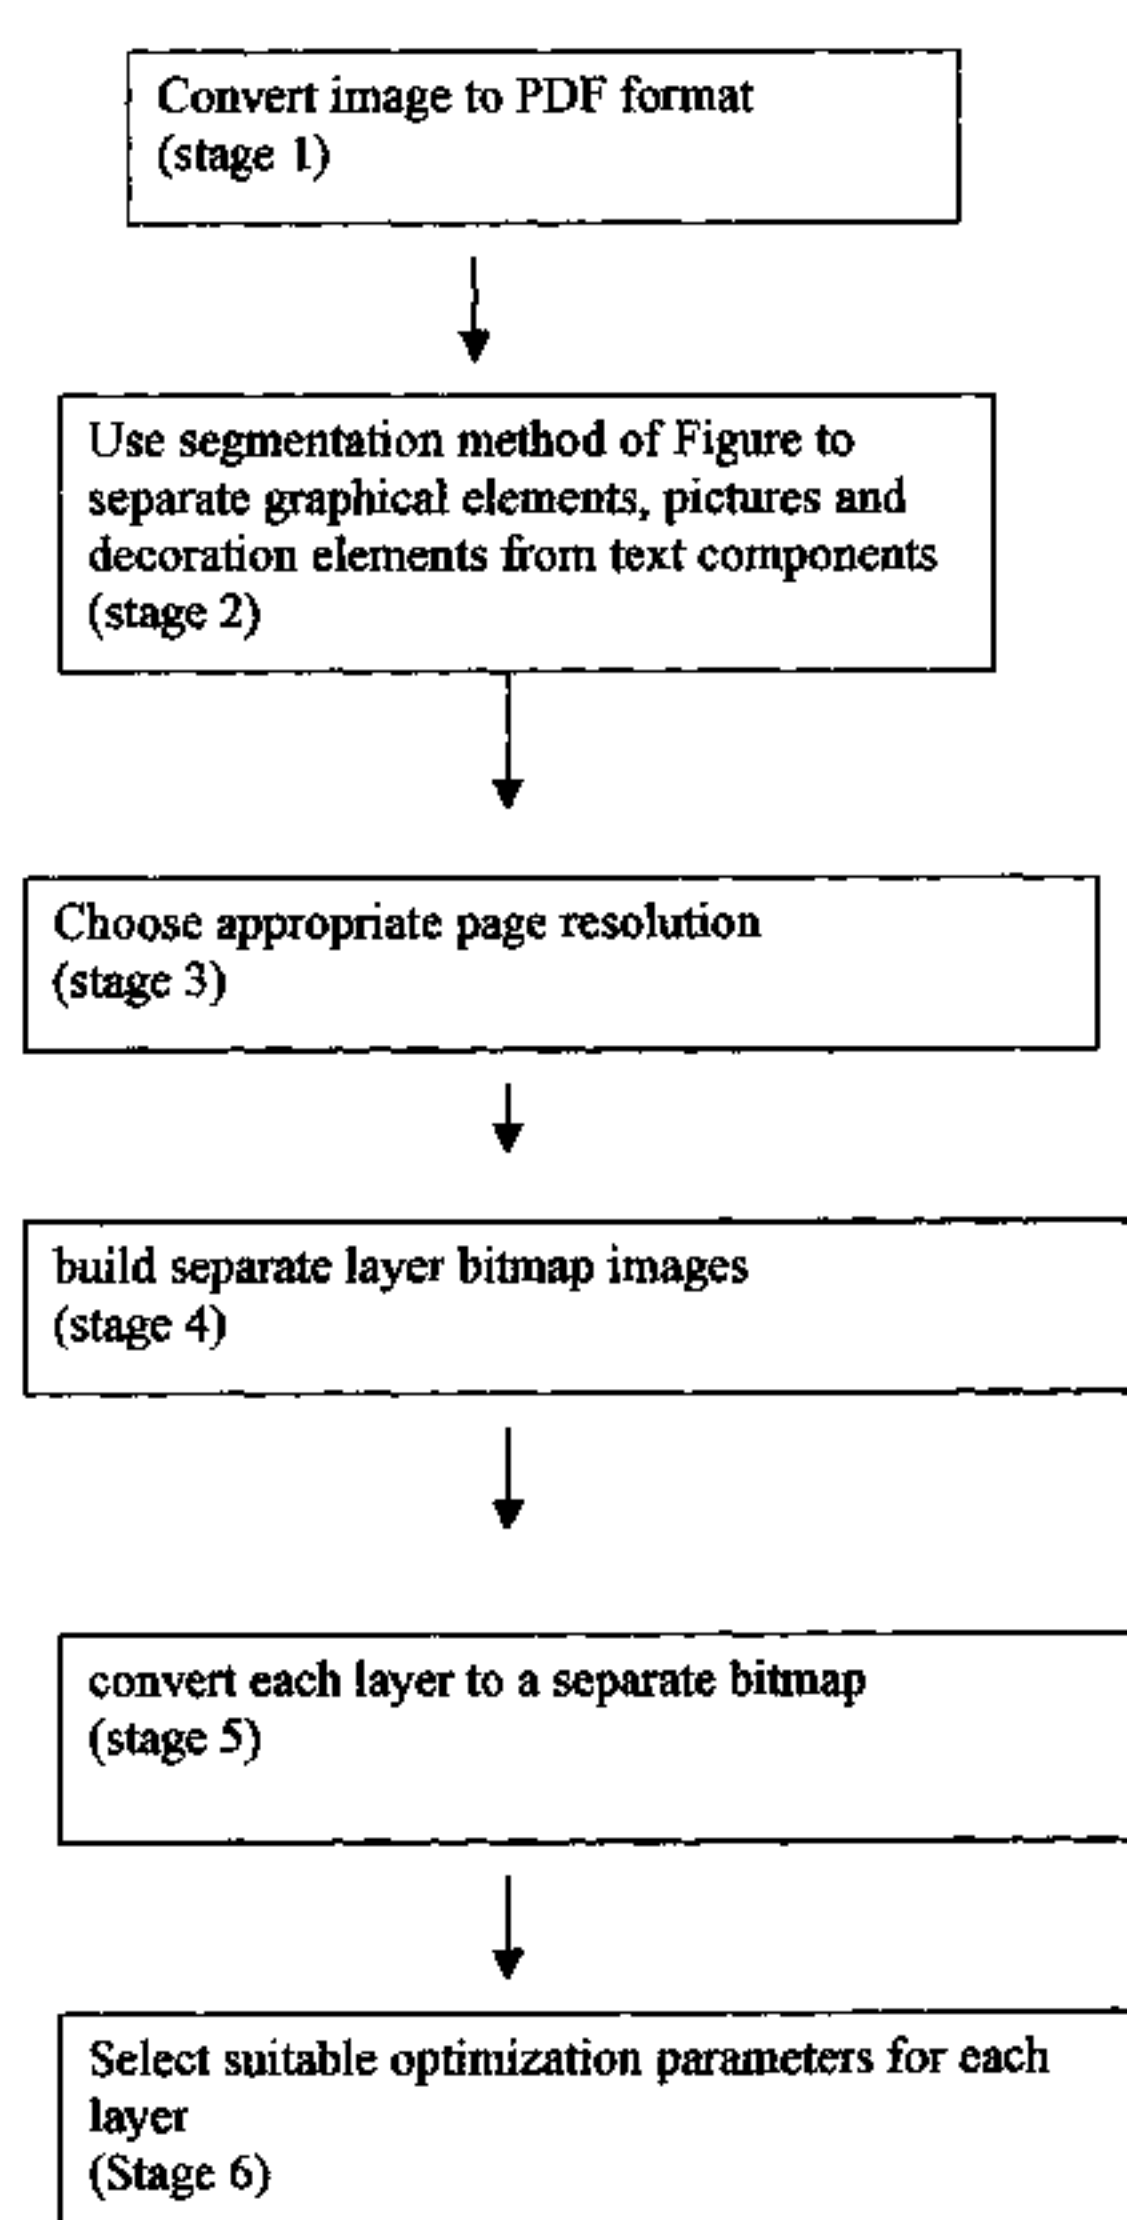 Convert image to PDF format
(stage 1)
Use segmentation method of Figure to
separate graphical elements, pictures and
decoration elements from text components
(stage 2)
Choose appropriate page resolution
(stage 3)
build separate layer bitmap images
(stage 4)
convert each layer to a separate bitmap
(stage 5)
Select suitable optimization parameters for each
layer
(Stage 6)